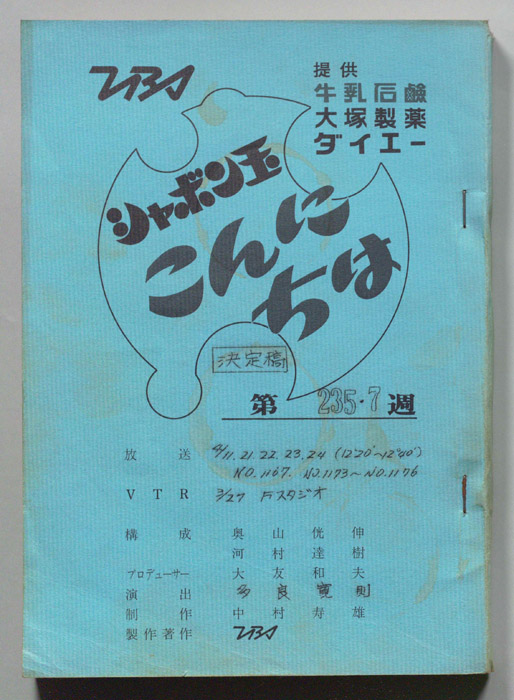 TBS
提供
牛乳石鹸
大塚製薬
ダイエー
シャボン玉
こんに
ちは
決定稿
第 235・7 週
放送 4/11.21.22.23.24 (12°20'~12°40')
NO.1167. NO.1173~NO.1176
VTR 3/27 Fスタジオ
構成 奥山侊伸
河村達樹
プロデューサー 大友和夫
演出 多良寛則
制作 中村寿雄
製作著作 TBS